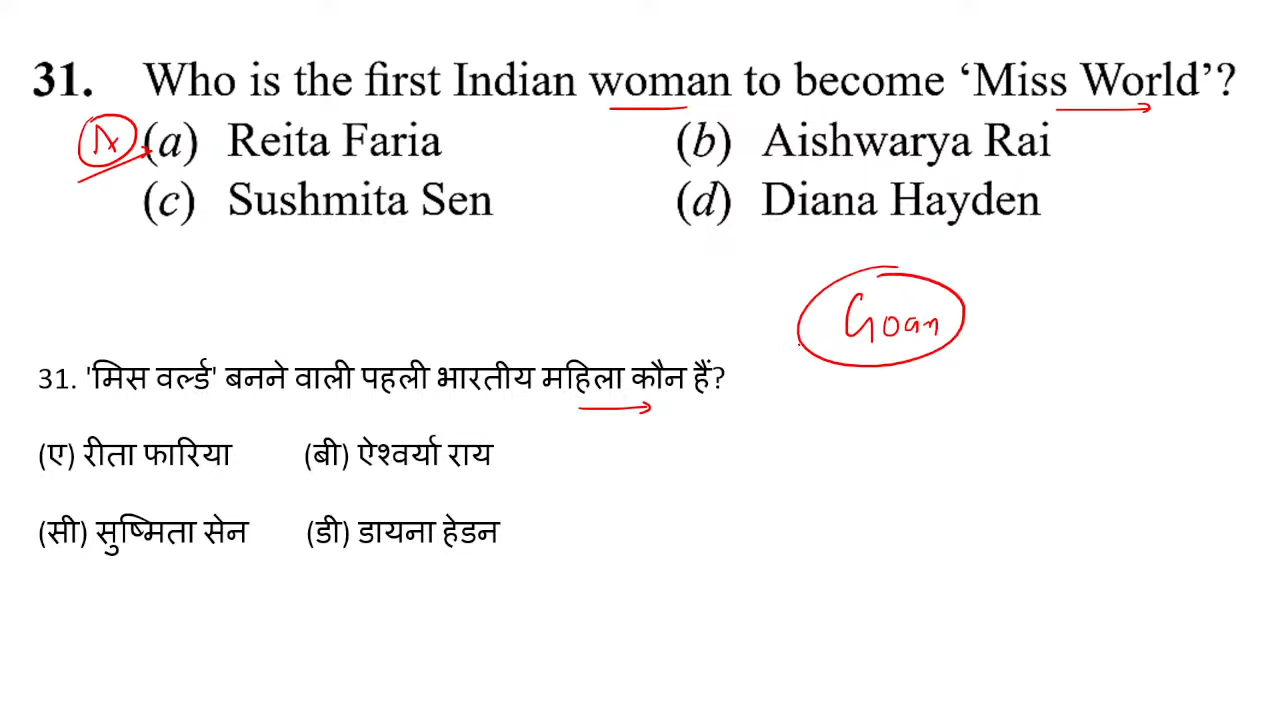 31. Who is the first Indian woman to become ‘Miss World’?
A (a) Reita Faria (b) Aishwarya Rai
(c) Sushmita Sen (d) Diana Hayden
Goan
31. 'मिस वर्ल्ड' बनने वाली पहली भारतीय महिला कौन हैं?
(ए) रीता फारिया (बी) ऐश्वर्या राय
(सी) सुष्मिता सेन (डी) डायना हेडन